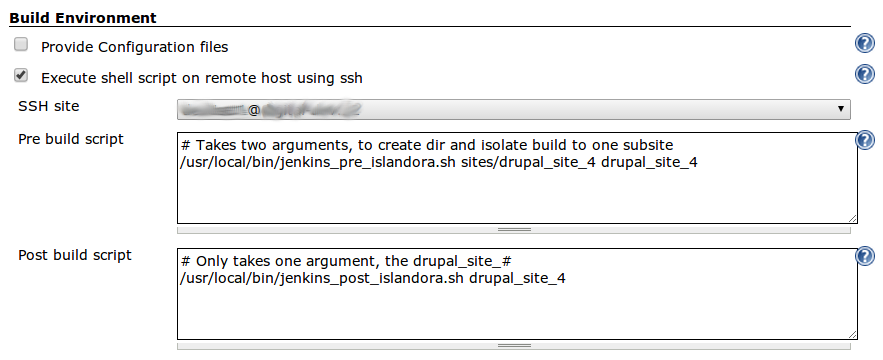 Build Environment
Provide Configuration files
Execute shell script on remote host using ssh
SSH site
@
Pre build script
# Takes two arguments, to create dir and isolate build to one subsite
/usr/local/bin/jenkins_pre_islandora.sh sites/drupal_site_4 drupal_site_4
Post build script
# Only takes one argument, the drupal_site_#
/usr/local/bin/jenkins_post_islandora.sh drupal_site_4